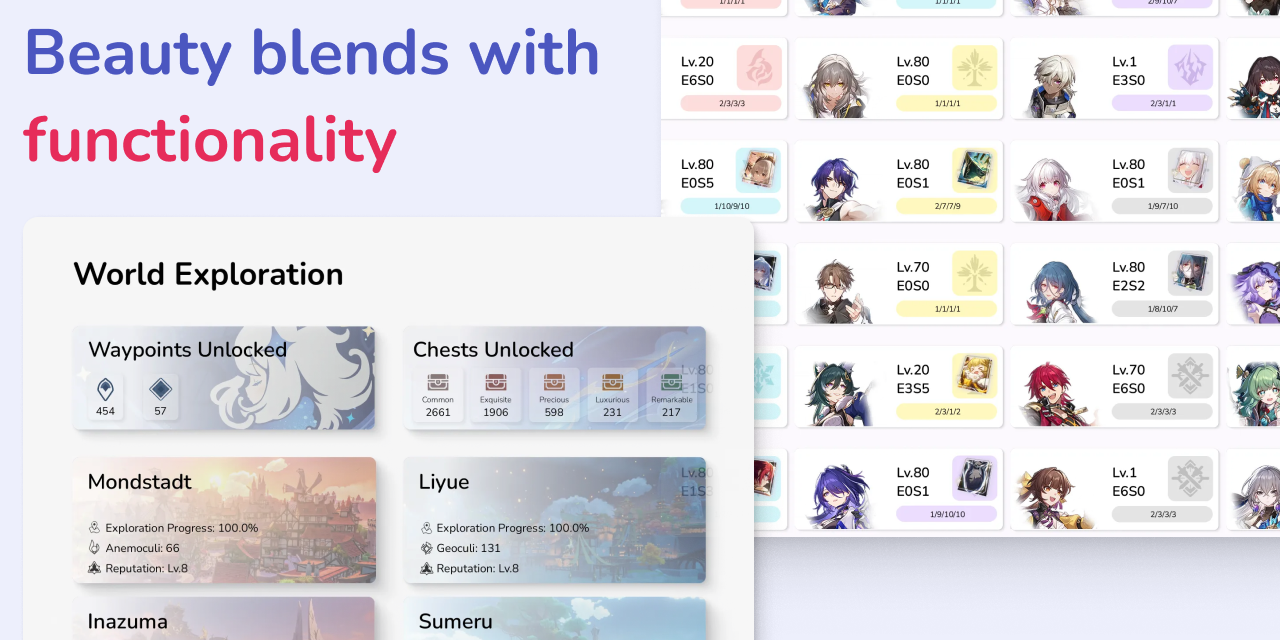 Beauty blends with
functionality
World Exploration
Waypoints Unlocked
454
57
Chests Unlocked
Common
2661
Exquisite
1906
Precious
598
Luxurious
231
Remarkable
217
Mondstadt
Exploration Progress: 100.0%
Anemoculi: 66
Reputation: Lv.8
Liyue
Exploration Progress: 100.0%
Geoculi: 131
Reputation: Lv.8
Inazuma
Sumeru
1/1/1/1
1/1/1/1
2/9/10/7
Lv.20
E6S0
2/3/3/3
Lv.80
E0S0
1/1/1/1
Lv.1
E3S0
2/3/1/1
Lv.80
E0S5
1/10/9/10
Lv.80
E0S1
2/7/7/9
Lv.80
E0S1
1/9/7/10
Lv.70
E0S0
1/1/1/1
Lv.80
E2S2
1/8/10/7
Lv.80
E1S0
Lv.20
E3S5
2/3/1/2
Lv.70
E6S0
2/3/3/3
Lv.80
E1S3
Lv.80
E0S1
1/9/10/10
Lv.1
E6S0
2/3/3/3